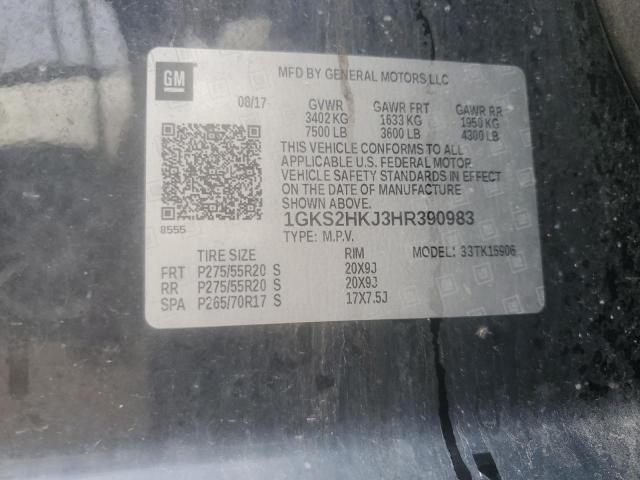 GM
MFD BY GENERAL MOTORS LLC
08/17 GVWR GAWR FRT GAWR RR
3402 KG 1633 KG 1950 KG
7500 LB 3600 LB 4300 LB
THIS VEHICLE CONFORMS TO ALL
APPLICABLE U.S. FEDERAL MOTOR
VEHICLE SAFETY STANDARDS IN EFFECT
ON THE DATE OF MANUFACTURE
SHOWN ABOVE.
1GKS2HKJ3HR390983
8555
TYPE: M.P.V.
MODEL: 33TK15906
TIRE SIZE RIM
FRT P275/55R20 S 20X9J
RR P275/55R20 S 20X9J
SPA P265/70R17 S 17X7.5J